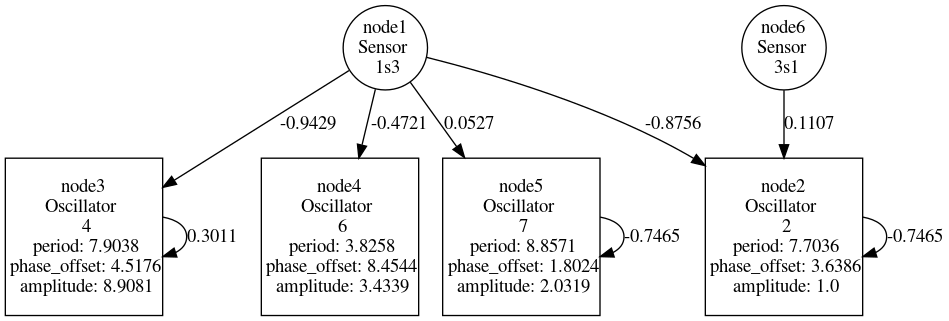 node1
Sensor
1s3
node6
Sensor
3s1
-0.9429
-0.4721
0.0527
-0.8756
0.1107
node3
Oscillator
4
period: 7.9038
phase_offset: 4.5176
amplitude: 8.9081
0.3011
node4
Oscillator
6
period: 3.8258
phase_offset: 8.4544
amplitude: 3.4339
node5
Oscillator
7
period: 8.8571
phase_offset: 1.8024
amplitude: 2.0319
-0.7465
node2
Oscillator
2
period: 7.7036
phase_offset: 3.6386
amplitude: 1.0
-0.7465